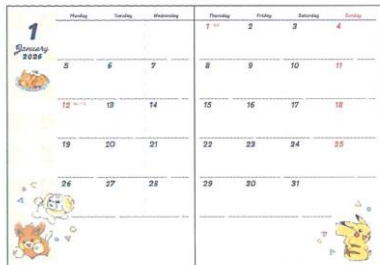 Monday Tuesday Wednesday Thursday Friday Saturday Sunday
1
January
2026
1 2 3 4
5 6 7 8 9 10 11
12 13 14 15 16 17 18
19 20 21 22 23 24 25
26 27 28 29 30 31